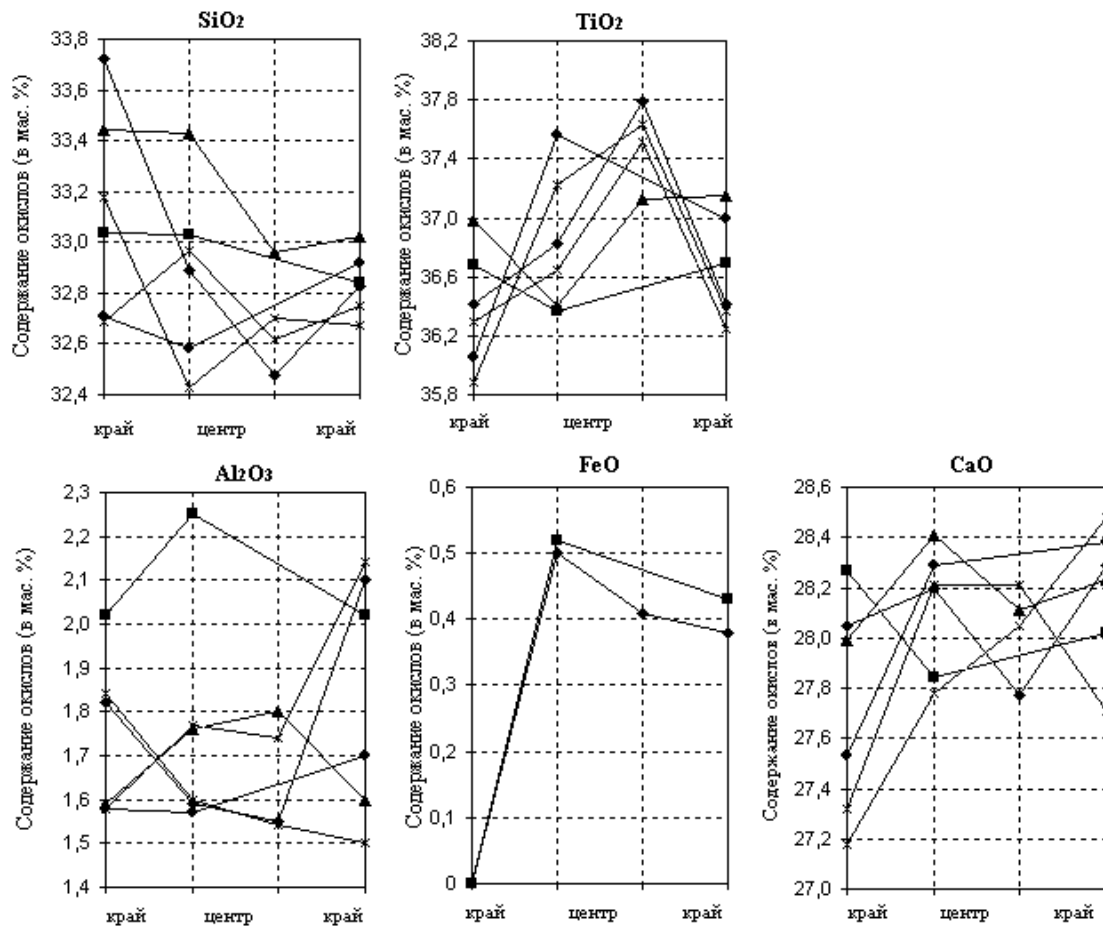 SiO2
Содержание окислов (в мас. %)
33,8
33,6
33,4
33,2
33,0
32,8
32,6
32,4
край центр край
TiO2
Содержание окислов (в мас. %)
38,2
37,8
37,4
37,0
36,6
36,2
35,8
край центр край
Al2O3
Содержание окислов (в мас. %)
2,3
2,2
2,1
2,0
1,9
1,8
1,7
1,6
1,5
1,4
край центр край
FeO
Содержание окислов (в мас. %)
0,6
0,5
0,4
0,3
0,2
0,1
0
край центр край
CaO
Содержание окислов (в мас. %)
28,6
28,4
28,2
28,0
27,8
27,6
27,4
27,2
27,0
край центр край